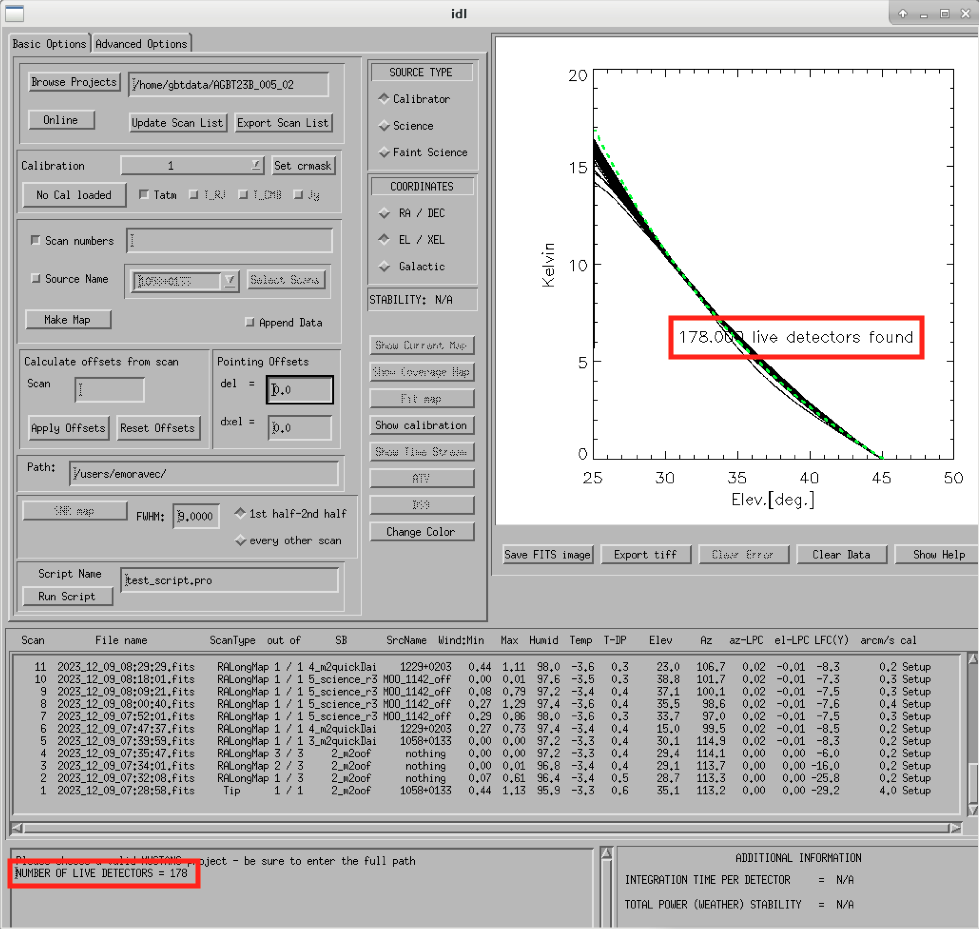 idl
Basic Options Advanced Options
Browse Projects /home/gbtdata/AGBT23B_005_02
Online Update Scan List Export Scan List
Calibration 1 Set crmask
No Cal loaded Tatm T_RJ T_CMB Jy
Scan numbers
Source Name Select Scans
Make Map Append Data
Calculate offsets from scan
Scan
Apply Offsets Reset Offsets
Pointing Offsets
del = 0.0
dxel = 0.0
Path: /users/emoravec/
SNR map FWHM: 9.0000 1st half-2nd half
every other scan
Script Name test_script.pro
Run Script
SOURCE TYPE
Calibrator
Science
Faint Science
COORDINATES
RA / DEC
EL / XEL
Galactic
STABILITY: N/A
Show Current Map
Show Coverage Map
Fit map
Show calibration
Show Time Stream
ATV
DS9
Change Color
20
15
10
5
0
Kelvin
178.000 live detectors found
25 30 35 40 45 50
Elev.[deg.]
Save FITS image Export tiff Clear Error Clear Data Show Help
Scan File name ScanType out of SB SrcName Wind:Min Max Humid Temp T-DP Elev Az az-LPC el-LPC LFC(Y) arcm/s cal
11 2023_12_09_08:29:29.fits RALongMap 1 / 1 4_m2quickDai 1229+0203 0.44 1.11 98.0 -3.6 0.3 23.0 106.7 0.02 -0.01 -8.3 0.2 Setup
10 2023_12_09_08:18:01.fits RALongMap 1 / 1 5_science_r3 MOO_1142_off 0.00 0.01 97.6 -3.5 0.3 38.8 101.7 0.02 -0.01 -7.3 0.3 Setup
9 2023_12_09_08:09:21.fits RALongMap 1 / 1 5_science_r3 MOO_1142_off 0.08 0.79 97.2 -3.4 0.4 37.1 100.1 0.02 -0.01 -7.5 0.3 Setup
8 2023_12_09_08:00:40.fits RALongMap 1 / 1 5_science_r3 MOO_1142_off 0.27 1.29 97.4 -3.6 0.4 35.5 98.6 0.02 -0.01 -7.6 0.4 Setup
7 2023_12_09_07:52:01.fits RALongMap 1 / 1 5_science_r3 MOO_1142_off 0.29 0.86 98.0 -3.6 0.3 33.7 97.0 0.02 -0.01 -7.5 0.3 Setup
6 2023_12_09_07:47:37.fits RALongMap 1 / 1 4_m2quickDai 1229+0203 0.27 0.73 97.4 -3.4 0.4 15.0 99.5 0.02 -0.01 -8.5 0.2 Setup
5 2023_12_09_07:39:59.fits RALongMap 1 / 1 3_m2quickDai 1058+0133 0.00 0.00 97.2 -3.3 0.4 30.1 114.9 0.02 -0.01 -8.3 0.2 Setup
4 2023_12_09_07:35:47.fits RALongMap 3 / 3 2_m2oof nothing 0.00 0.00 97.2 -3.3 0.4 29.4 114.1 0.00 -0.00 -6.0 0.2 Setup
3 2023_12_09_07:34:01.fits RALongMap 2 / 3 2_m2oof nothing 0.00 0.01 96.8 -3.4 0.4 29.1 113.7 0.00 0.00 -16.0 0.2 Setup
2 2023_12_09_07:32:08.fits RALongMap 1 / 3 2_m2oof nothing 0.07 0.61 96.4 -3.4 0.5 28.7 113.3 0.00 0.00 -25.8 0.2 Setup
1 2023_12_09_07:28:58.fits Tip 1 / 1 2_m2oof 1058+0133 0.44 1.13 95.9 -3.3 0.6 35.1 113.2 0.00 0.00 -29.2 4.0 Setup
Please choose a valid MUSTANG project - be sure to enter the full path
NUMBER OF LIVE DETECTORS = 178
ADDITIONAL INFORMATION
INTEGRATION TIME PER DETECTOR = N/A
TOTAL POWER (WEATHER) STABILITY = N/A